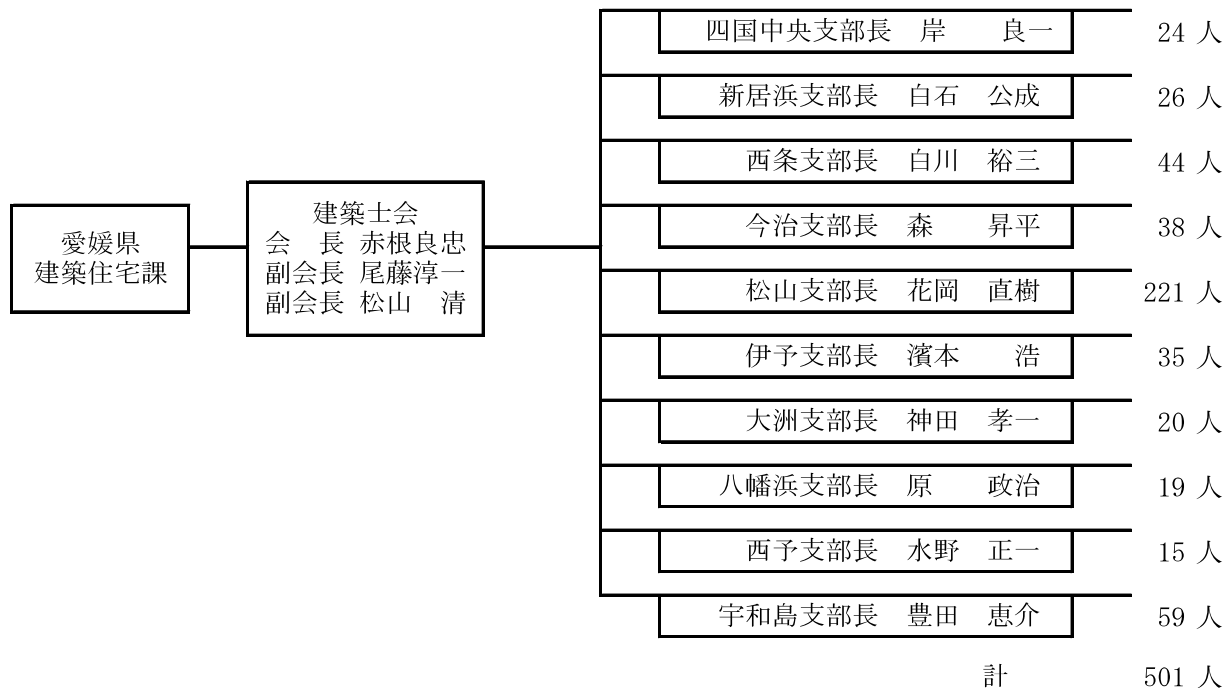 愛媛県
建築住宅課
建築士会
会　長 赤根良忠
副会長 尾藤淳一
副会長 松山　清
四国中央支部長　岸　　良一　24 人
新居浜支部長　白石　公成　26 人
西条支部長　白川　裕三　44 人
今治支部長　森　　昇平　38 人
松山支部長　花岡　直樹　221 人
伊予支部長　濱本　　浩　35 人
大洲支部長　神田　孝一　20 人
八幡浜支部長　原　　政治　19 人
西予支部長　水野　正一　15 人
宇和島支部長　豊田　恵介　59 人
計　501 人